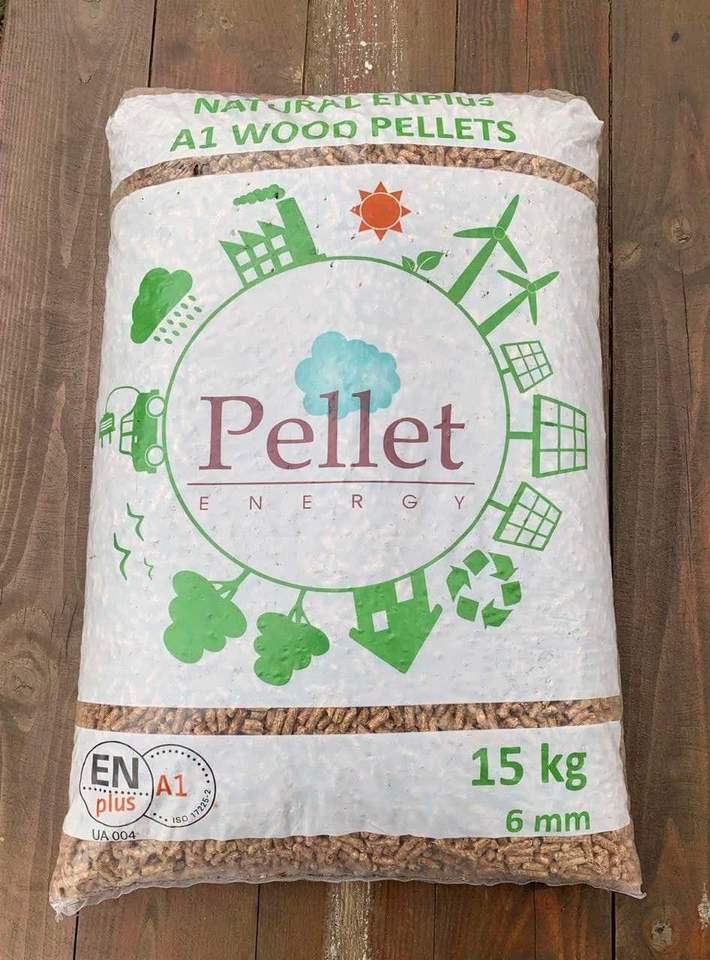 NATURAL ENPlus
A1 WOOD PELLETS
Pellet
ENERGY
EN
plus
A1
ISO 17225-2
UA 004
15 kg
6 mm